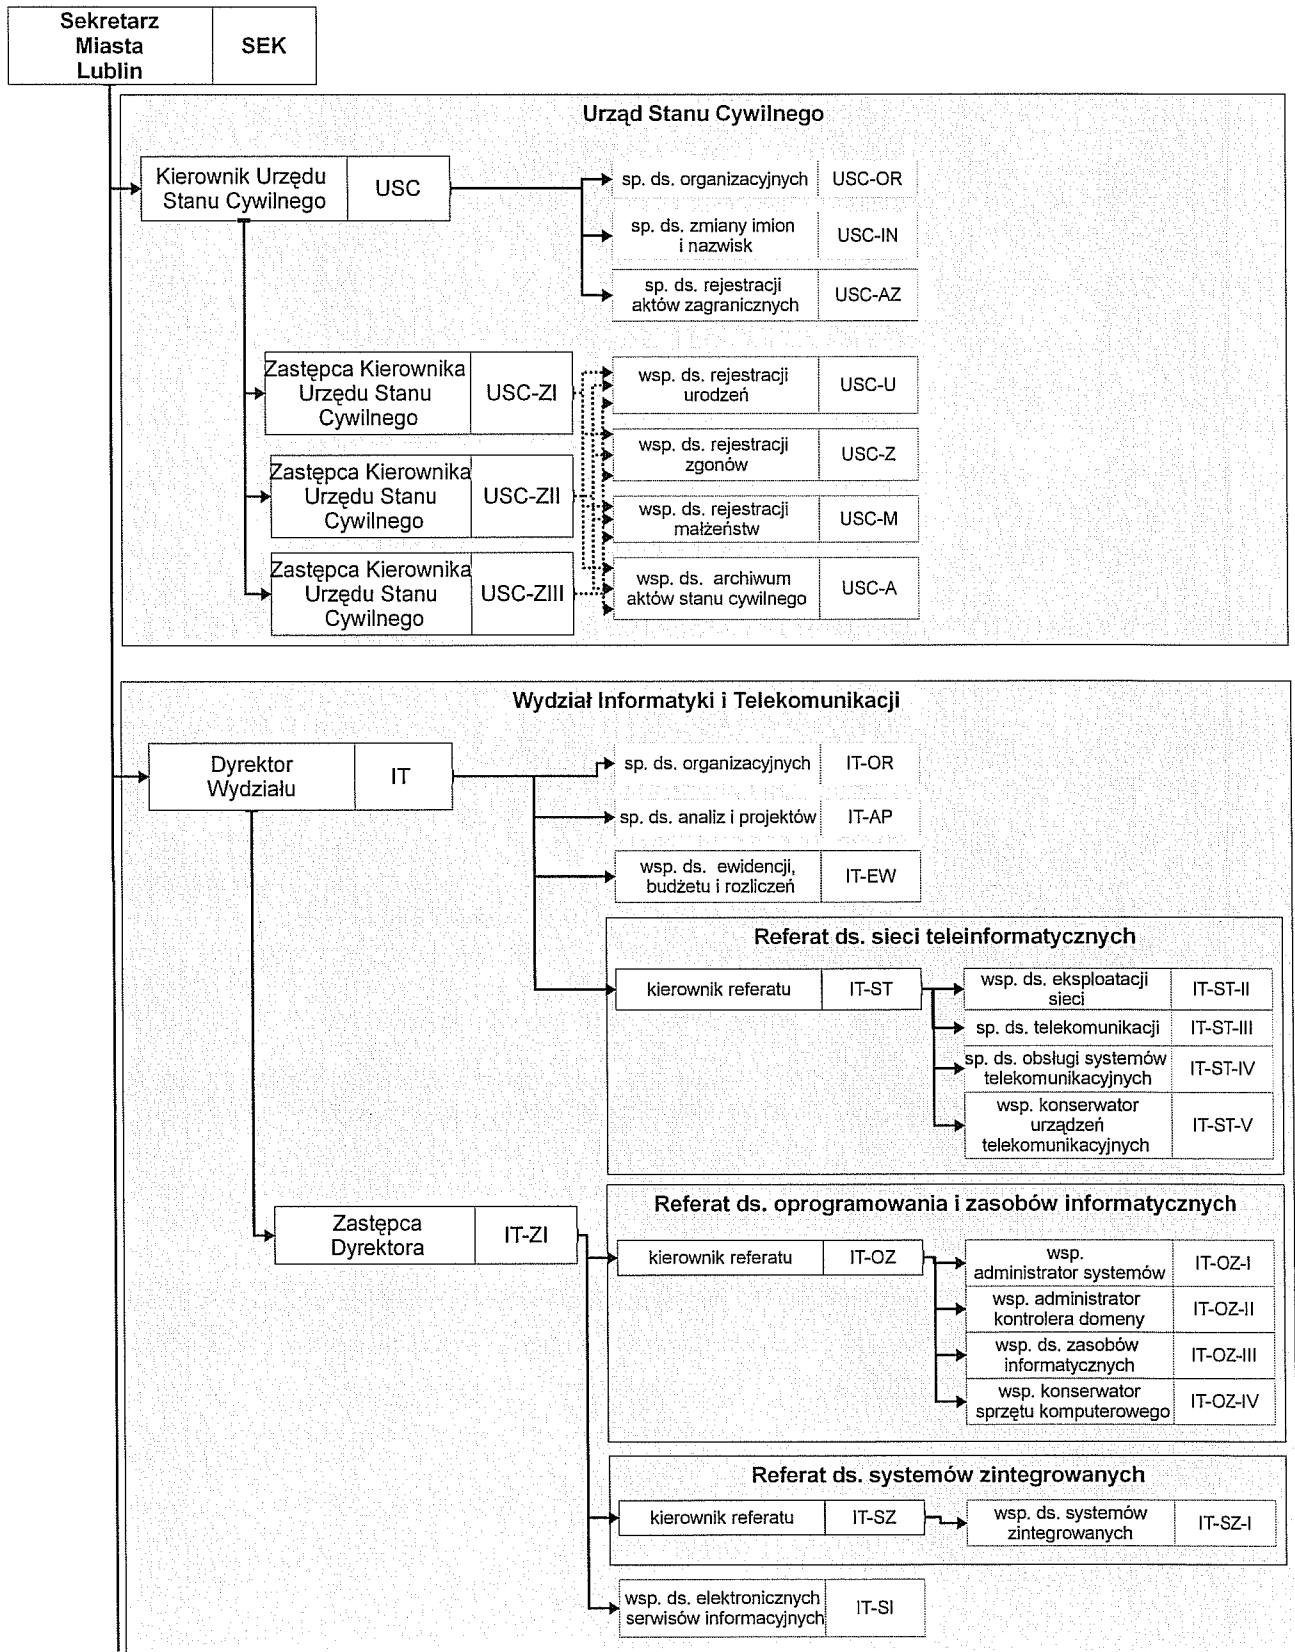 Sekretarz
Miasta
Lublin
SEK
Urząd Stanu Cywilnego
Kierownik Urzędu
Stanu Cywilnego
USC
sp. ds. organizacyjnych
USC-OR
sp. ds. zmiany imion
i nazwisk
USC-IN
sp. ds. rejestracji
aktów zagranicznych
USC-AZ
Zastępca Kierownika
Urzędu Stanu
Cywilnego
USC-ZI
wsp. ds. rejestracji
urodzeń
USC-U
wsp. ds. rejestracji
zgonów
USC-Z
Zastępca Kierownika
Urzędu Stanu
Cywilnego
USC-ZII
wsp. ds. rejestracji
małżeństw
USC-M
Zastępca Kierownika
Urzędu Stanu
Cywilnego
USC-ZIII
wsp. ds. archiwum
aktów stanu cywilnego
USC-A
Wydział Informatyki i Telekomunikacji
Dyrektor
Wydziału
IT
sp. ds. organizacyjnych
IT-OR
sp. ds. analiz i projektów
IT-AP
wsp. ds. ewidencji,
budżetu i rozliczeń
IT-EW
Referat ds. sieci teleinformatycznych
kierownik referatu
IT-ST
wsp. ds. eksploatacji
sieci
IT-ST-II
sp. ds. telekomunikacji
IT-ST-III
sp. ds. obsługi systemów
telekomunikacyjnych
IT-ST-IV
wsp. konserwator
urządzeń
telekomunikacyjnych
IT-ST-V
Zastępca
Dyrektora
IT-ZI
Referat ds. oprogramowania i zasobów informatycznych
kierownik referatu
IT-OZ
wsp.
administrator systemów
IT-OZ-I
wsp. administrator
kontrolera domeny
IT-OZ-II
wsp. ds. zasobów
informatycznych
IT-OZ-III
wsp. konserwator
sprzętu komputerowego
IT-OZ-IV
Referat ds. systemów zintegrowanych
kierownik referatu
IT-SZ
wsp. ds. systemów
zintegrowanych
IT-SZ-I
wsp. ds. elektronicznych
serwisów informacyjnych
IT-SI